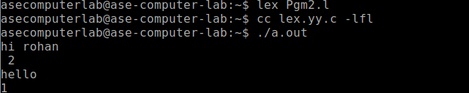 asecomputerlab@ase-computer-lab:~$ lex Pgm2.l
asecomputerlab@ase-computer-lab:~$ cc lex.yy.c -lfl
asecomputerlab@ase-computer-lab:~$ ./a.out
hi rohan
 2
hello
1